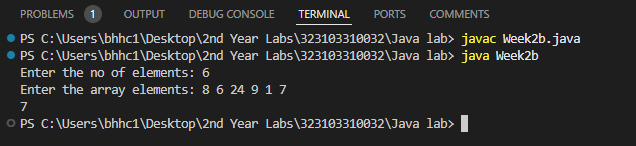 PROBLEMS 1 OUTPUT DEBUG CONSOLE TERMINAL PORTS COMMENTS
PS C:\Users\bhhc1\Desktop\2nd Year Labs\323103310032\Java lab> javac Week2b.java
PS C:\Users\bhhc1\Desktop\2nd Year Labs\323103310032\Java lab> java Week2b
Enter the no of elements: 6
Enter the array elements: 8 6 24 9 1 7
7
PS C:\Users\bhhc1\Desktop\2nd Year Labs\323103310032\Java lab>